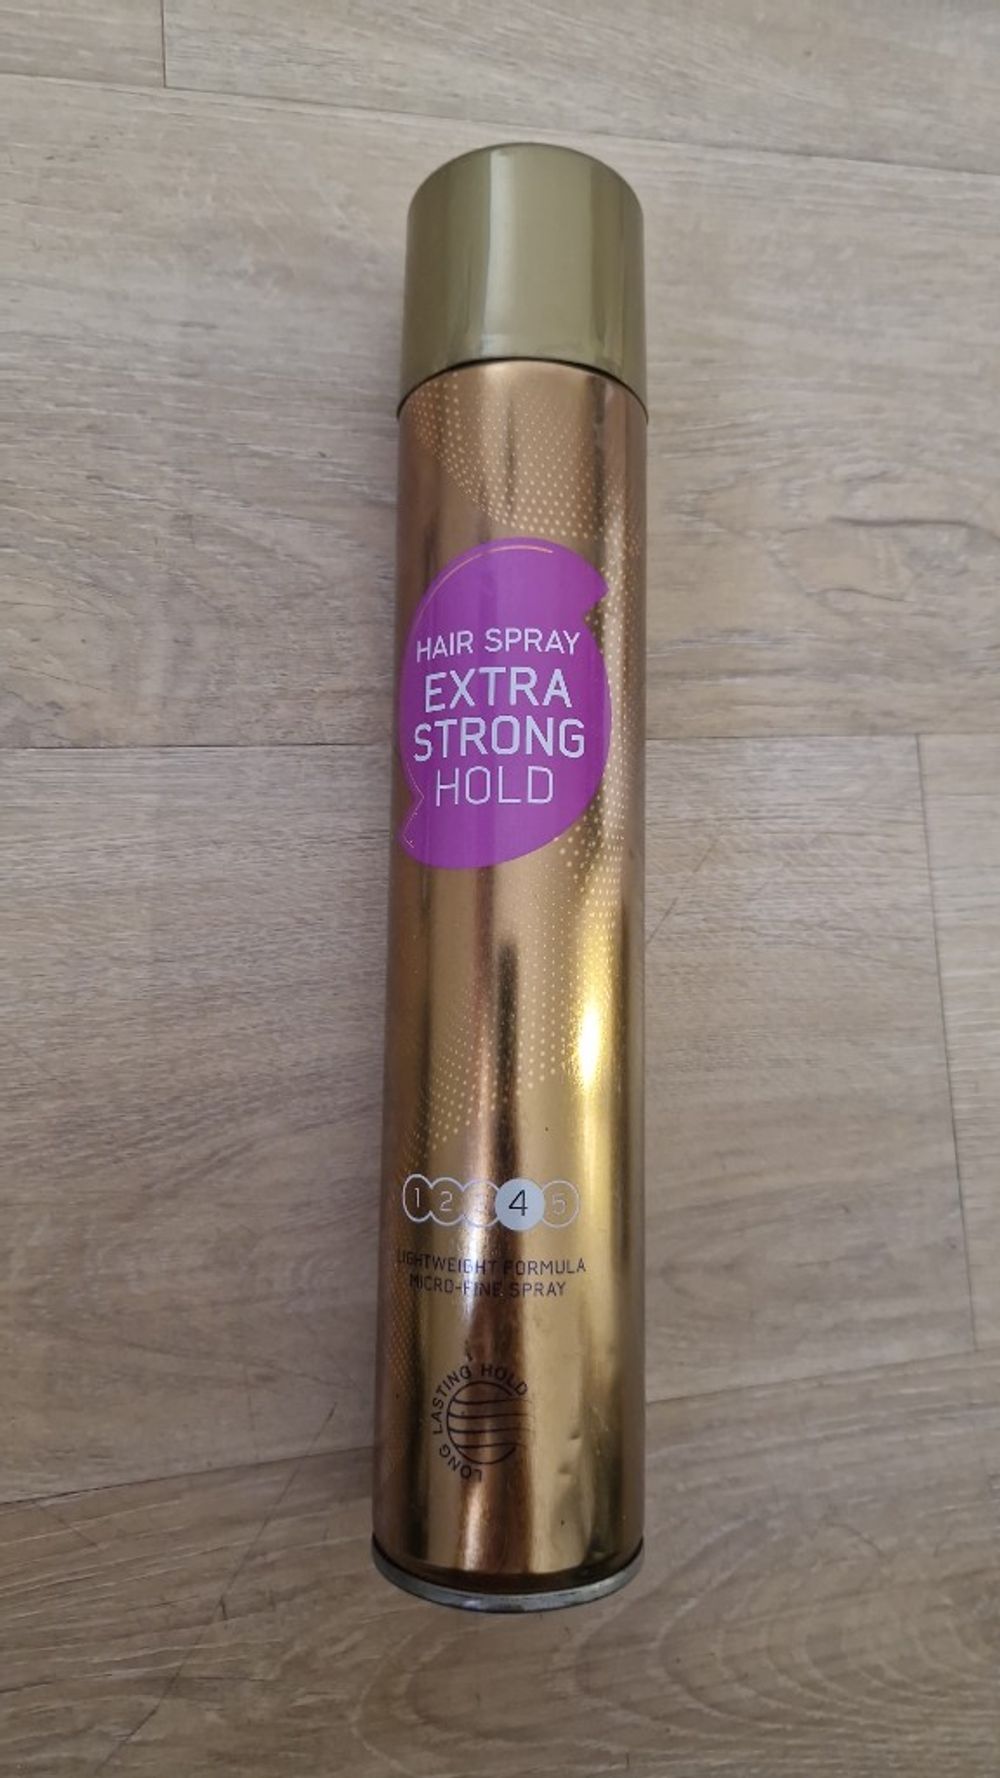 HAIR SPRAY
EXTRA
STRONG
HOLD
1 2 3 4 5
LIGHTWEIGHT FORMULA
MICRO-FINE SPRAY
LONG LASTING HOLD